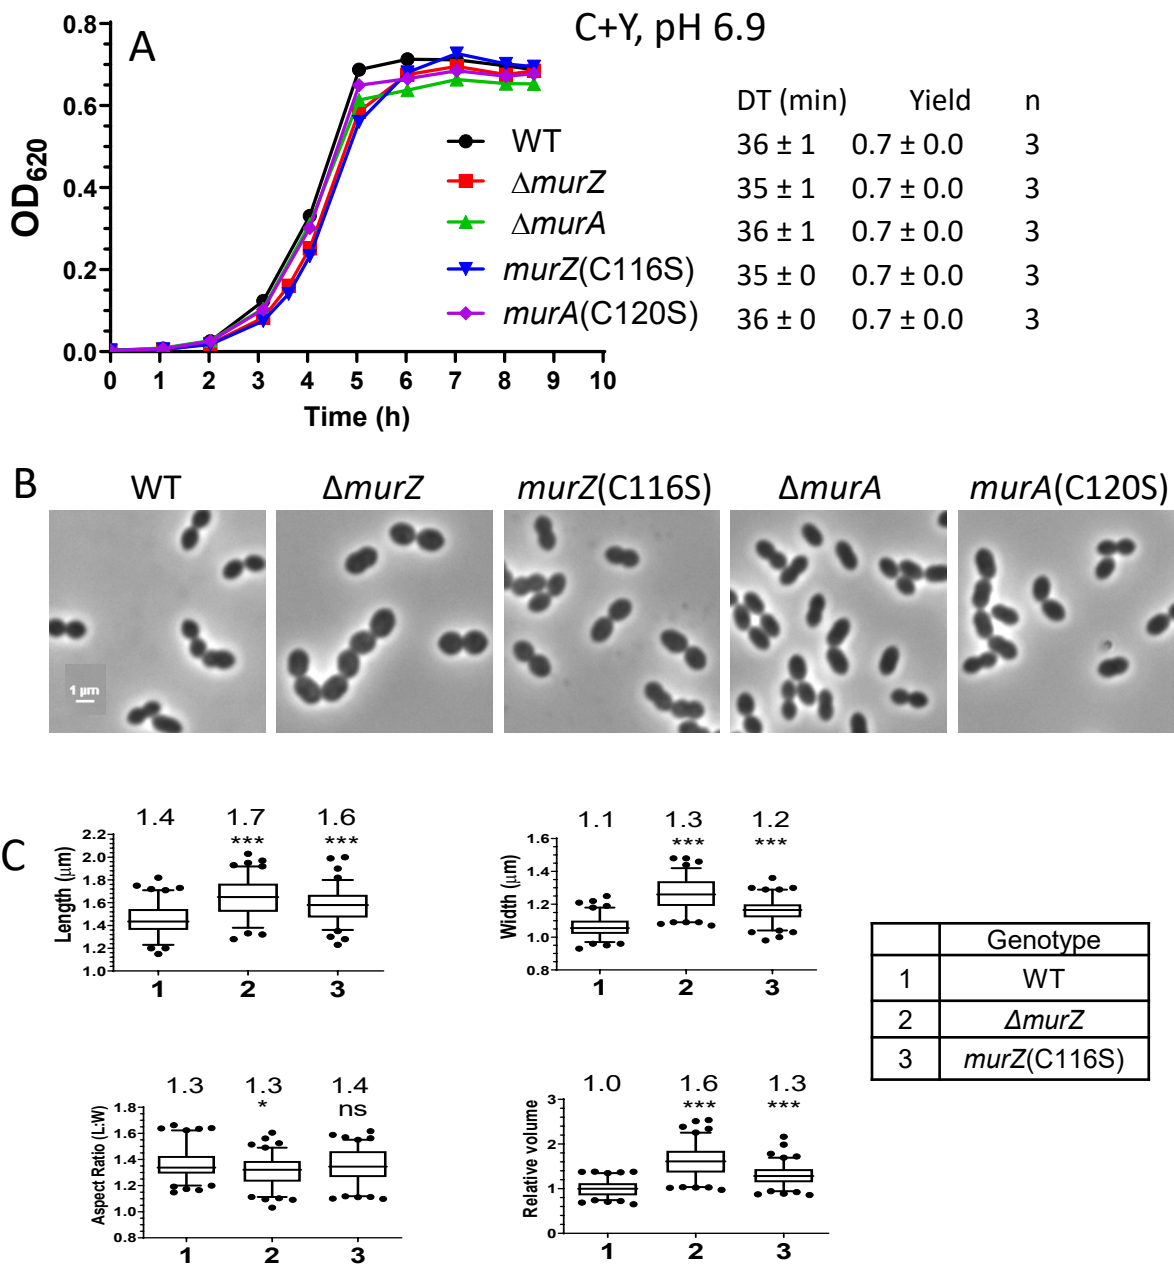 A
C+Y, pH 6.9
0.8
0.6
0.4
0.2
0.0
OD620
0 1 2 3 4 5 6 7 8 9 10
Time (h)
WT
ΔmurZ
ΔmurA
murZ(C116S)
murA(C120S)
DT (min) Yield n
36 ± 1 0.7 ± 0.0 3
35 ± 1 0.7 ± 0.0 3
36 ± 1 0.7 ± 0.0 3
35 ± 0 0.7 ± 0.0 3
36 ± 0 0.7 ± 0.0 3
B
WT ΔmurZ murZ(C116S) ΔmurA murA(C120S)
1 μm
C
1.4 1.7 1.6
*** ***
2.2
2.0
1.8
1.6
1.4
1.2
1.0
Length (μm)
1 2 3
1.1 1.3 1.2
*** ***
1.6
1.4
1.2
1.0
0.8
Width (μm)
1 2 3
Genotype
1 WT
2 ΔmurZ
3 murZ(C116S)
1.3 1.3 1.4
* ns
1.8
1.6
1.4
1.2
1.0
0.8
Aspect Ratio (L:W)
1 2 3
1.0 1.6 1.3
*** ***
3
2
1
0
Relative volume
1 2 3